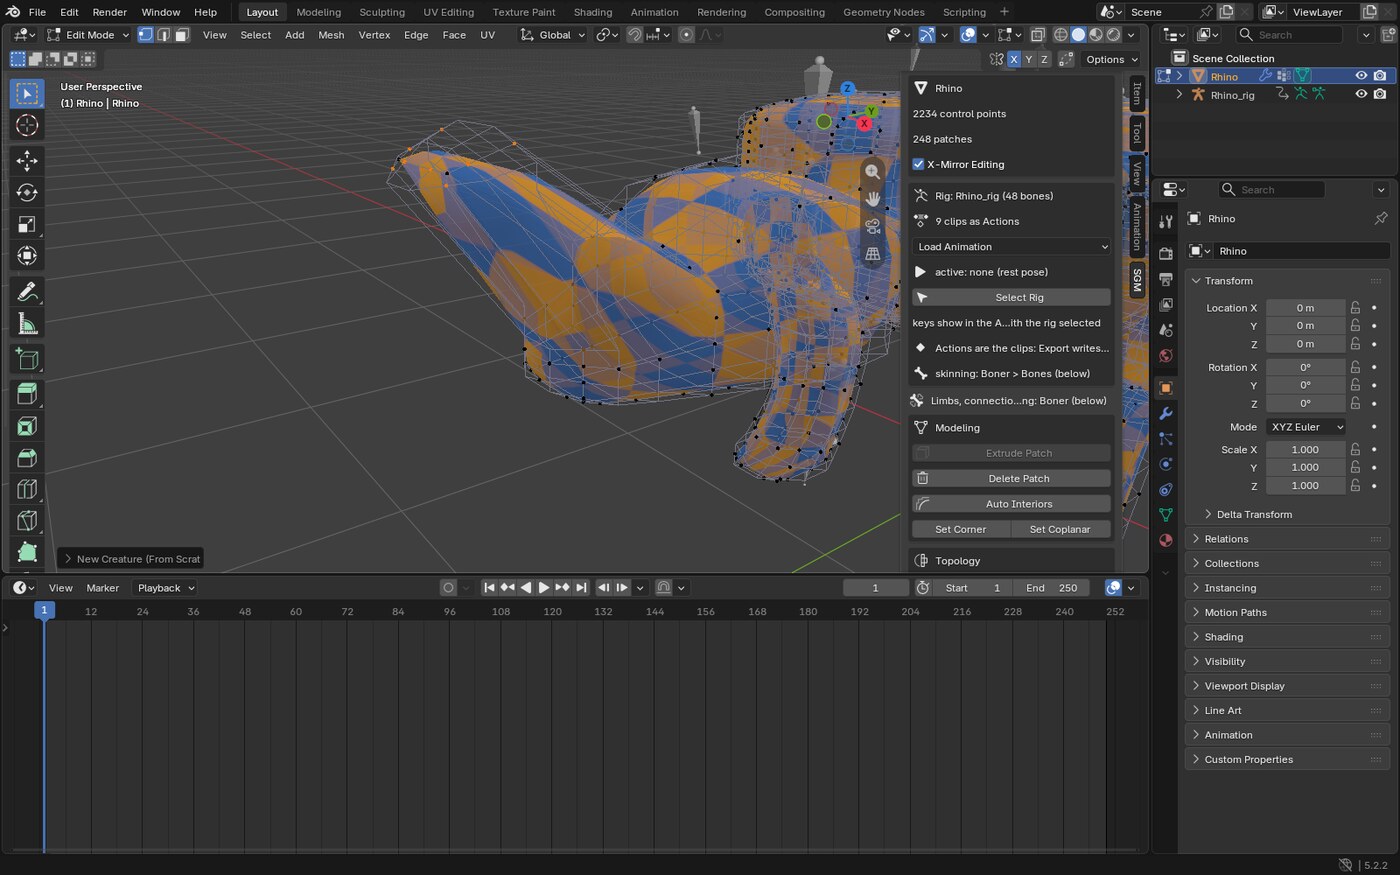 File Edit Render Window Help Layout Modeling Sculpting UV Editing Texture Paint Shading Animation Rendering Compositing Geometry Nodes Scripting + Scene ViewLayer
Edit Mode View Select Add Mesh Vertex Edge Face UV Global
X Y Z Options
User Perspective
(1) Rhino | Rhino
Z
Y
X
Rhino
2234 control points
248 patches
X-Mirror Editing
Rig: Rhino_rig (48 bones)
9 clips as Actions
Load Animation
active: none (rest pose)
Select Rig
keys show in the A...ith the rig selected
Actions are the clips: Export writes...
skinning: Boner > Bones (below)
Limbs, connectio...ng: Boner (below)
Modeling
Extrude Patch
Delete Patch
Auto Interiors
Set Corner Set Coplanar
Topology
Item
Tool
View
Animation
SGM
New Creature (From Scrat
Search
Scene Collection
Rhino
Rhino_rig
Search
Rhino
Rhino
Transform
Location X 0 m
Y 0 m
Z 0 m
Rotation X 0°
Y 0°
Z 0°
Mode XYZ Euler
Scale X 1.000
Y 1.000
Z 1.000
Delta Transform
Relations
Collections
Instancing
Motion Paths
Shading
Visibility
Viewport Display
Line Art
Animation
Custom Properties
View Marker Playback 1 Start 1 End 250
1 12 24 36 48 60 72 84 96 108 120 132 144 156 168 180 192 204 216 228 240 252
5.2.2